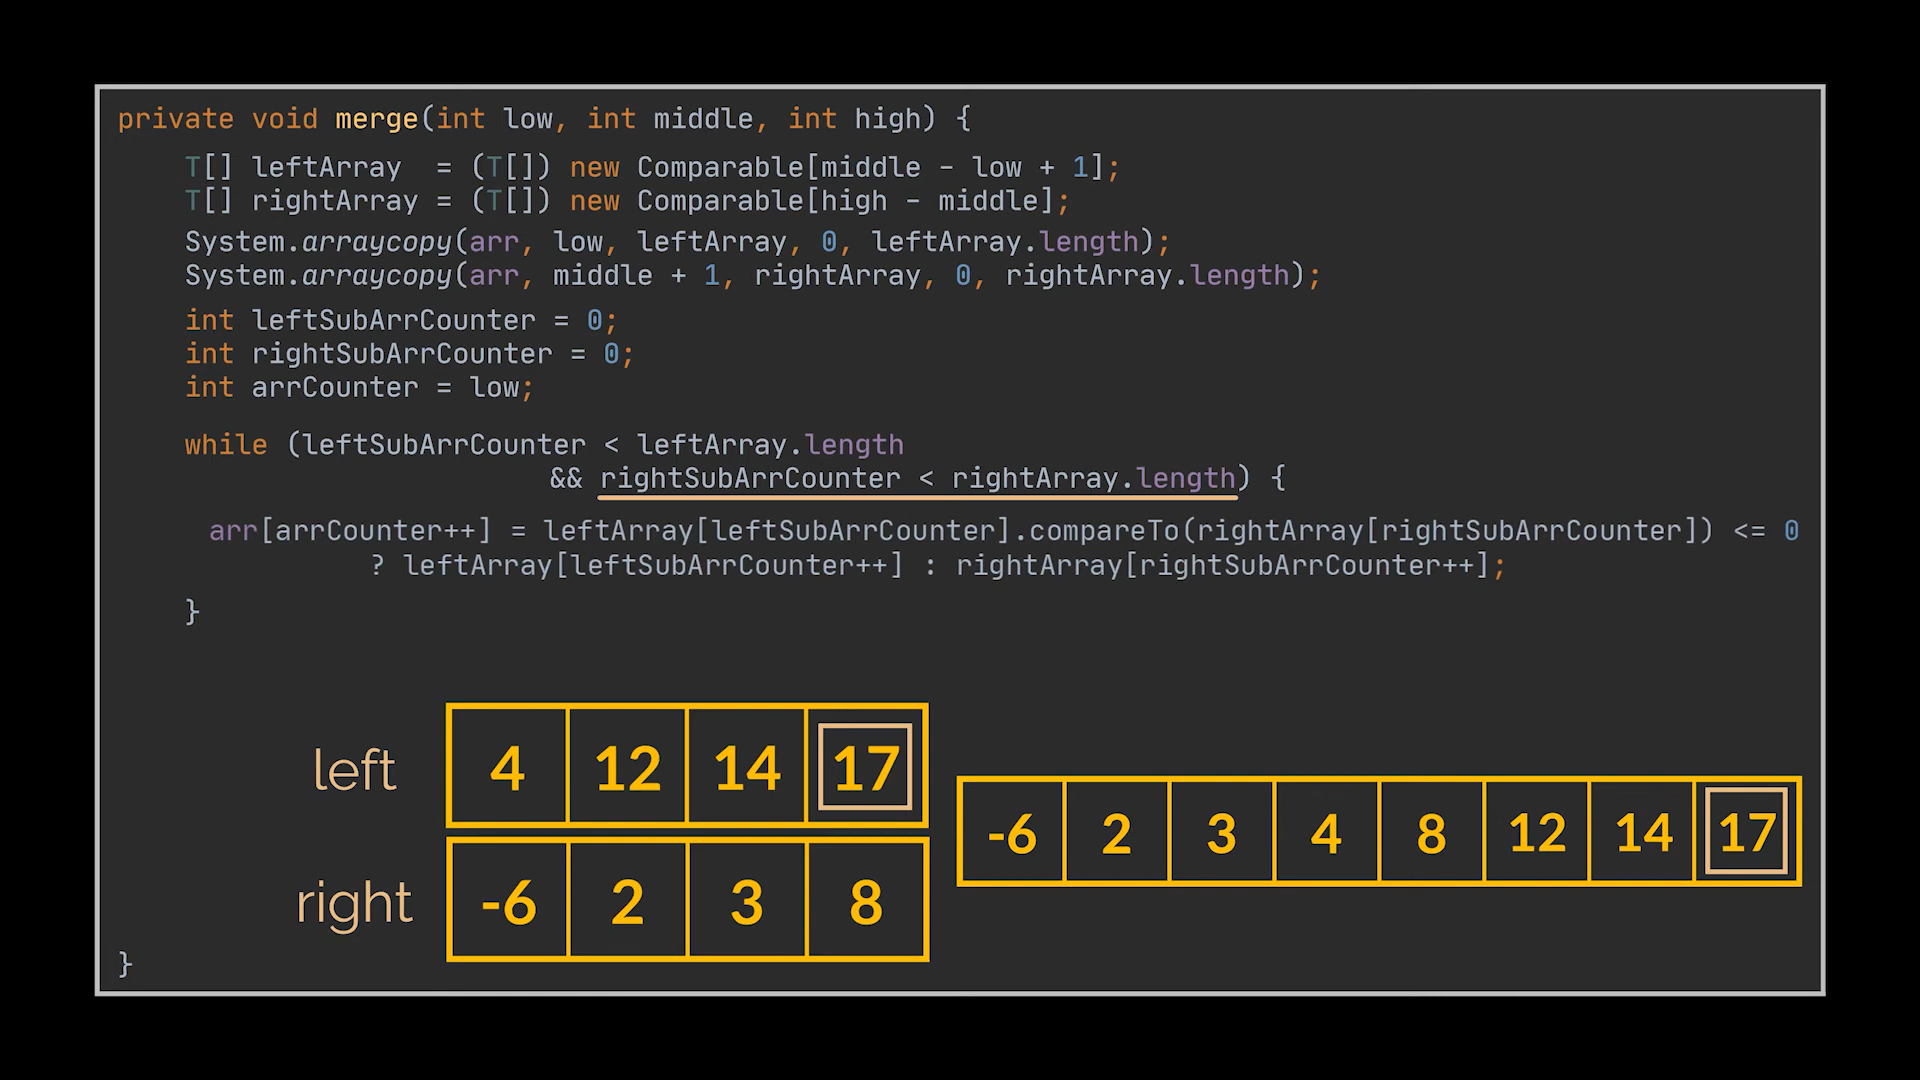 private void merge(int low, int middle, int high) {
T[] leftArray  = (T[]) new Comparable[middle - low + 1];
T[] rightArray = (T[]) new Comparable[high - middle];
System.arraycopy(arr, low, leftArray, 0, leftArray.length);
System.arraycopy(arr, middle + 1, rightArray, 0, rightArray.length);
int leftSubArrCounter = 0;
int rightSubArrCounter = 0;
int arrCounter = low;
while (leftSubArrCounter < leftArray.length
&& rightSubArrCounter < rightArray.length) {
arr[arrCounter++] = leftArray[leftSubArrCounter].compareTo(rightArray[rightSubArrCounter]) <= 0
? leftArray[leftSubArrCounter++] : rightArray[rightSubArrCounter++];
}
left 4 12 14 17
right -6 2 3 8
-6 2 3 4 8 12 14 17
}